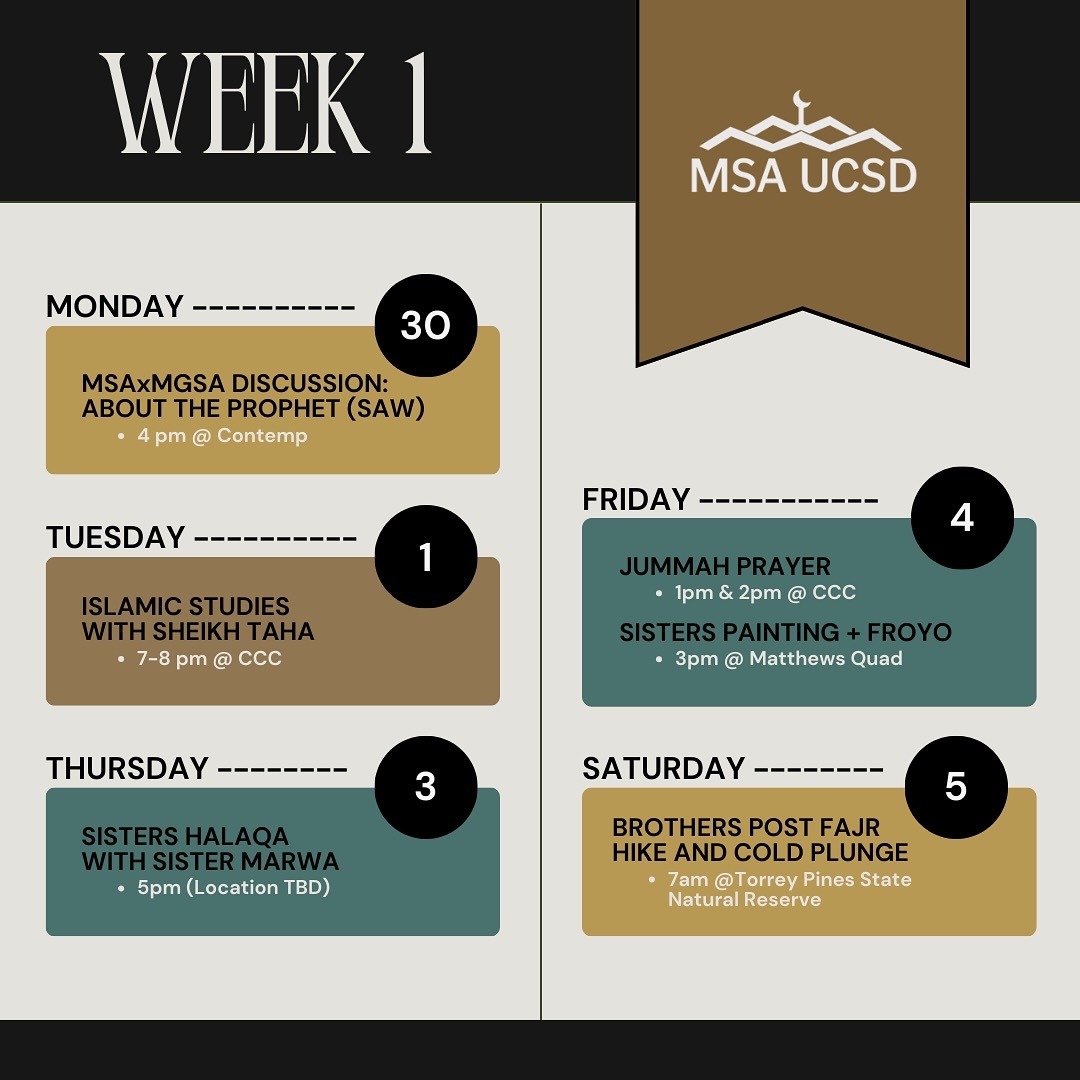 WEEK 1
MSA UCSD
MONDAY ----------
30
MSAxMGSA DISCUSSION:
ABOUT THE PROPHET (SAW)
• 4 pm @ Contemp
TUESDAY ----------
1
ISLAMIC STUDIES
WITH SHEIKH TAHA
• 7-8 pm @ CCC
THURSDAY --------
3
SISTERS HALAQA
WITH SISTER MARWA
• 5pm (Location TBD)
FRIDAY -----------
4
JUMMAH PRAYER
• 1pm & 2pm @ CCC
SISTERS PAINTING + FROYO
• 3pm @ Matthews Quad
SATURDAY --------
5
BROTHERS POST FAJR
HIKE AND COLD PLUNGE
• 7am @Torrey Pines State
Natural Reserve